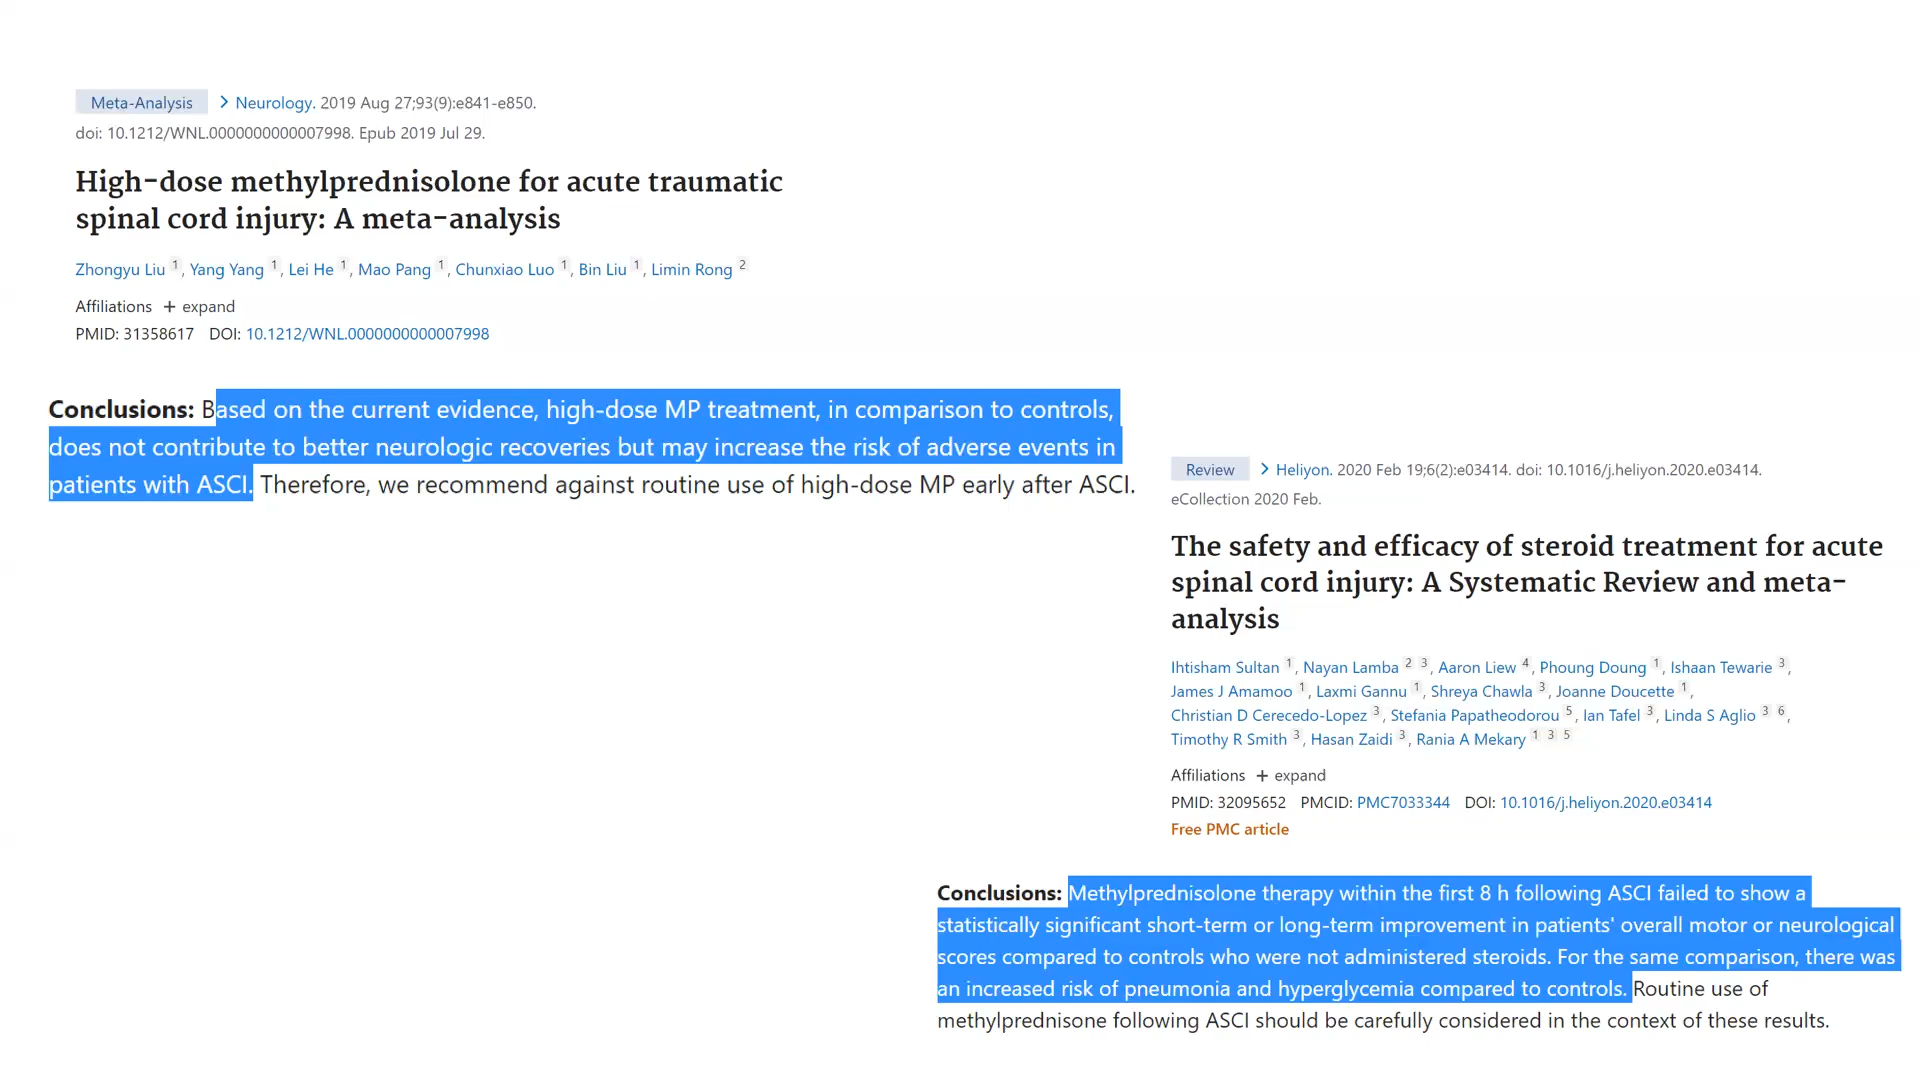 Meta-Analysis > Neurology. 2019 Aug 27;93(9):e841-e850.
doi: 10.1212/WNL.0000000000007998. Epub 2019 Jul 29.
High-dose methylprednisolone for acute traumatic
spinal cord injury: A meta-analysis
Zhongyu Liu 1, Yang Yang 1, Lei He 1, Mao Pang 1, Chunxiao Luo 1, Bin Liu 1, Limin Rong 2
Affiliations + expand
PMID: 31358617 DOI: 10.1212/WNL.0000000000007998
Conclusions: Based on the current evidence, high-dose MP treatment, in comparison to controls,
does not contribute to better neurologic recoveries but may increase the risk of adverse events in
patients with ASCI. Therefore, we recommend against routine use of high-dose MP early after ASCI.
Review > Heliyon. 2020 Feb 19;6(2):e03414. doi: 10.1016/j.heliyon.2020.e03414.
eCollection 2020 Feb.
The safety and efficacy of steroid treatment for acute
spinal cord injury: A Systematic Review and meta-
analysis
Ihtisham Sultan 1, Nayan Lamba 2 3, Aaron Liew 4, Phoung Doung 1, Ishaan Tewarie 3,
James J Amamoo 1, Laxmi Gannu 1, Shreya Chawla 3, Joanne Doucette 1,
Christian D Cerecedo-Lopez 3, Stefania Papatheodorou 5, Ian Tafel 3, Linda S Aglio 3 6,
Timothy R Smith 3, Hasan Zaidi 3, Rania A Mekary 1 3 5
Affiliations + expand
PMID: 32095652 PMCID: PMC7033344 DOI: 10.1016/j.heliyon.2020.e03414
Free PMC article
Conclusions: Methylprednisolone therapy within the first 8 h following ASCI failed to show a
statistically significant short-term or long-term improvement in patients' overall motor or neurological
scores compared to controls who were not administered steroids. For the same comparison, there was
an increased risk of pneumonia and hyperglycemia compared to controls. Routine use of
methylprednisone following ASCI should be carefully considered in the context of these results.